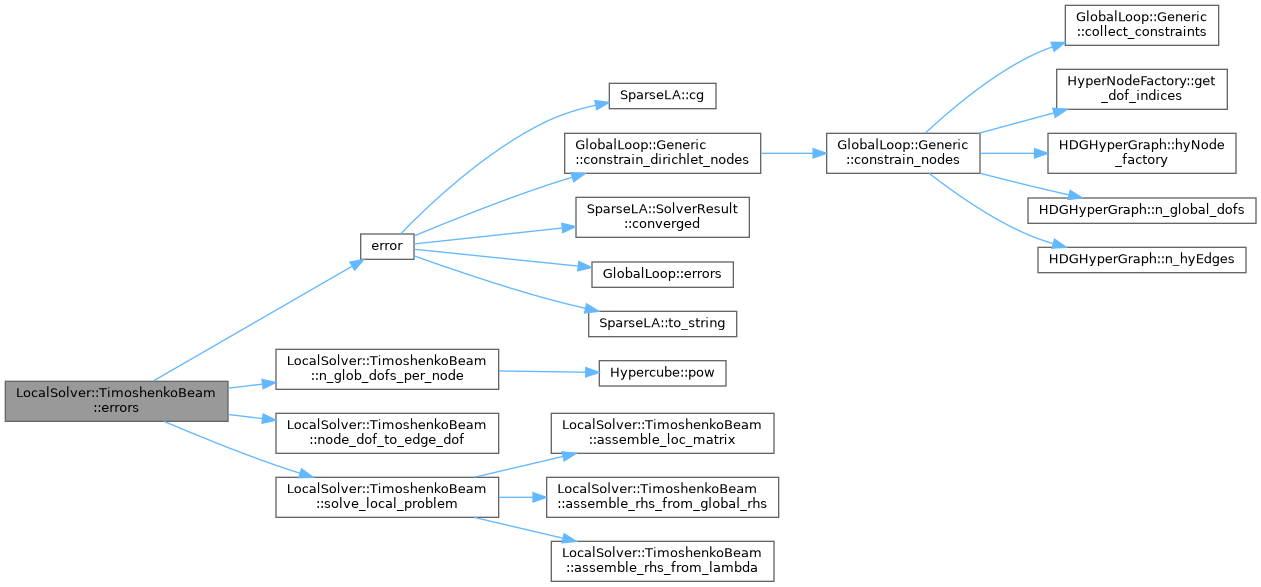 GlobalLoop::Generic
::collect_constraints
HyperNodeFactory::get
_dof_indices
SparseLA::cg
GlobalLoop::Generic
::constrain_dirichlet_nodes
GlobalLoop::Generic
::constrain_nodes
HDGHyperGraph::hyNode
_factory
SparseLA::SolverResult
::converged
HDGHyperGraph::n_global_dofs
error
HDGHyperGraph::n_hyEdges
GlobalLoop::errors
SparseLA::to_string
LocalSolver::TimoshenkoBeam
::n_glob_dofs_per_node
Hypercube::pow
LocalSolver::TimoshenkoBeam
::errors
LocalSolver::TimoshenkoBeam
::node_dof_to_edge_dof
LocalSolver::TimoshenkoBeam
::assemble_loc_matrix
LocalSolver::TimoshenkoBeam
::solve_local_problem
LocalSolver::TimoshenkoBeam
::assemble_rhs_from_global_rhs
LocalSolver::TimoshenkoBeam
::assemble_rhs_from_lambda